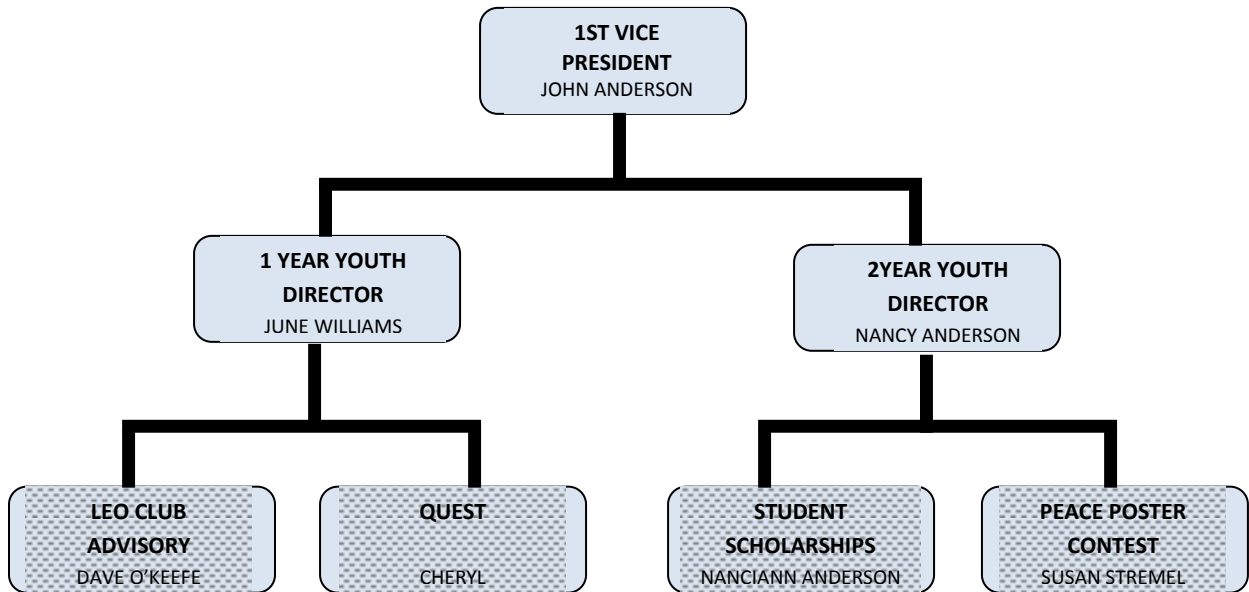 1ST VICE
PRESIDENT
JOHN ANDERSON
1 YEAR YOUTH
DIRECTOR
JUNE WILLIAMS
2YEAR YOUTH
DIRECTOR
NANCY ANDERSON
LEO CLUB
ADVISORY
DAVE O’KEEFE
QUEST
CHERYL
STUDENT
SCHOLARSHIPS
NANCIANN ANDERSON
PEACE POSTER
CONTEST
SUSAN STREMEL